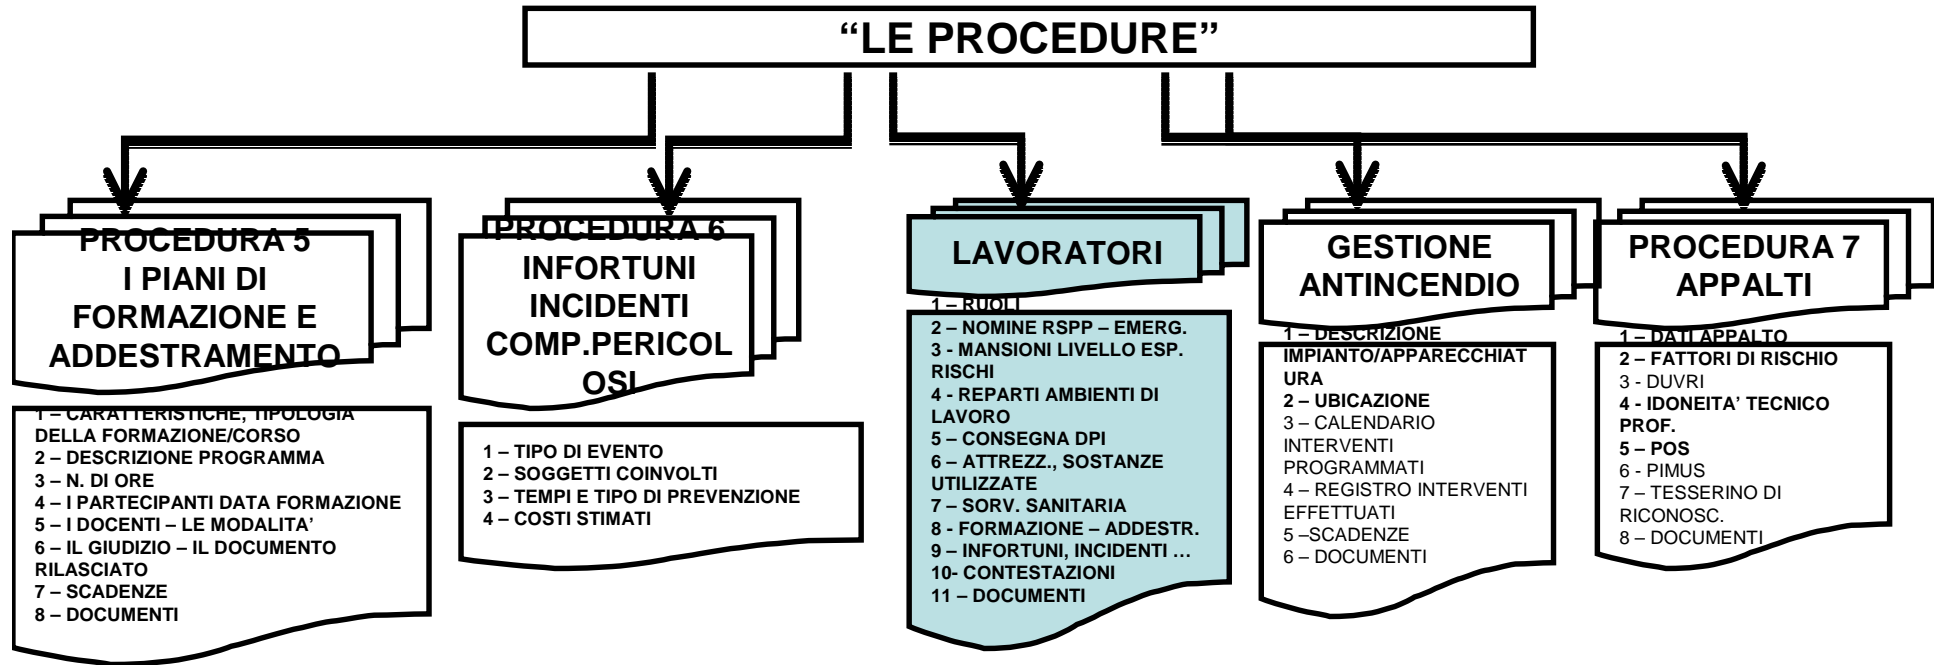 “LE PROCEDURE”
PROCEDURA 5
I PIANI DI
FORMAZIONE E
ADDESTRAMENTO
1 – CARATTERISTICHE, TIPOLOGIA
DELLA FORMAZIONE/CORSO
2 – DESCRIZIONE PROGRAMMA
3 – N. DI ORE
4 – I PARTECIPANTI DATA FORMAZIONE
5 – I DOCENTI – LE MODALITA’
6 – IL GIUDIZIO – IL DOCUMENTO
RILASCIATO
7 – SCADENZE
8 – DOCUMENTI
PROCEDURA 6
INFORTUNI
INCIDENTI
COMP.PERICOL
OSI
1 – TIPO DI EVENTO
2 – SOGGETTI COINVOLTI
3 – TEMPI E TIPO DI PREVENZIONE
4 – COSTI STIMATI
LAVORATORI
1 – RUOLI
2 – NOMINE RSPP – EMERG.
3 - MANSIONI LIVELLO ESP.
RISCHI
4 - REPARTI AMBIENTI DI
LAVORO
5 – CONSEGNA DPI
6 – ATTREZZ., SOSTANZE
UTILIZZATE
7 – SORV. SANITARIA
8 - FORMAZIONE – ADDESTR.
9 – INFORTUNI, INCIDENTI …
10- CONTESTAZIONI
11 – DOCUMENTI
GESTIONE
ANTINCENDIO
1 – DESCRIZIONE
IMPIANTO/APPARECCHIAT
URA
2 – UBICAZIONE
3 – CALENDARIO
INTERVENTI
PROGRAMMATI
4 – REGISTRO INTERVENTI
EFFETTUATI
5 –SCADENZE
6 – DOCUMENTI
PROCEDURA 7
APPALTI
1 – DATI APPALTO
2 – FATTORI DI RISCHIO
3 - DUVRI
4 - IDONEITA’ TECNICO
PROF.
5 – POS
6 - PIMUS
7 – TESSERINO DI
RICONOSC.
8 – DOCUMENTI